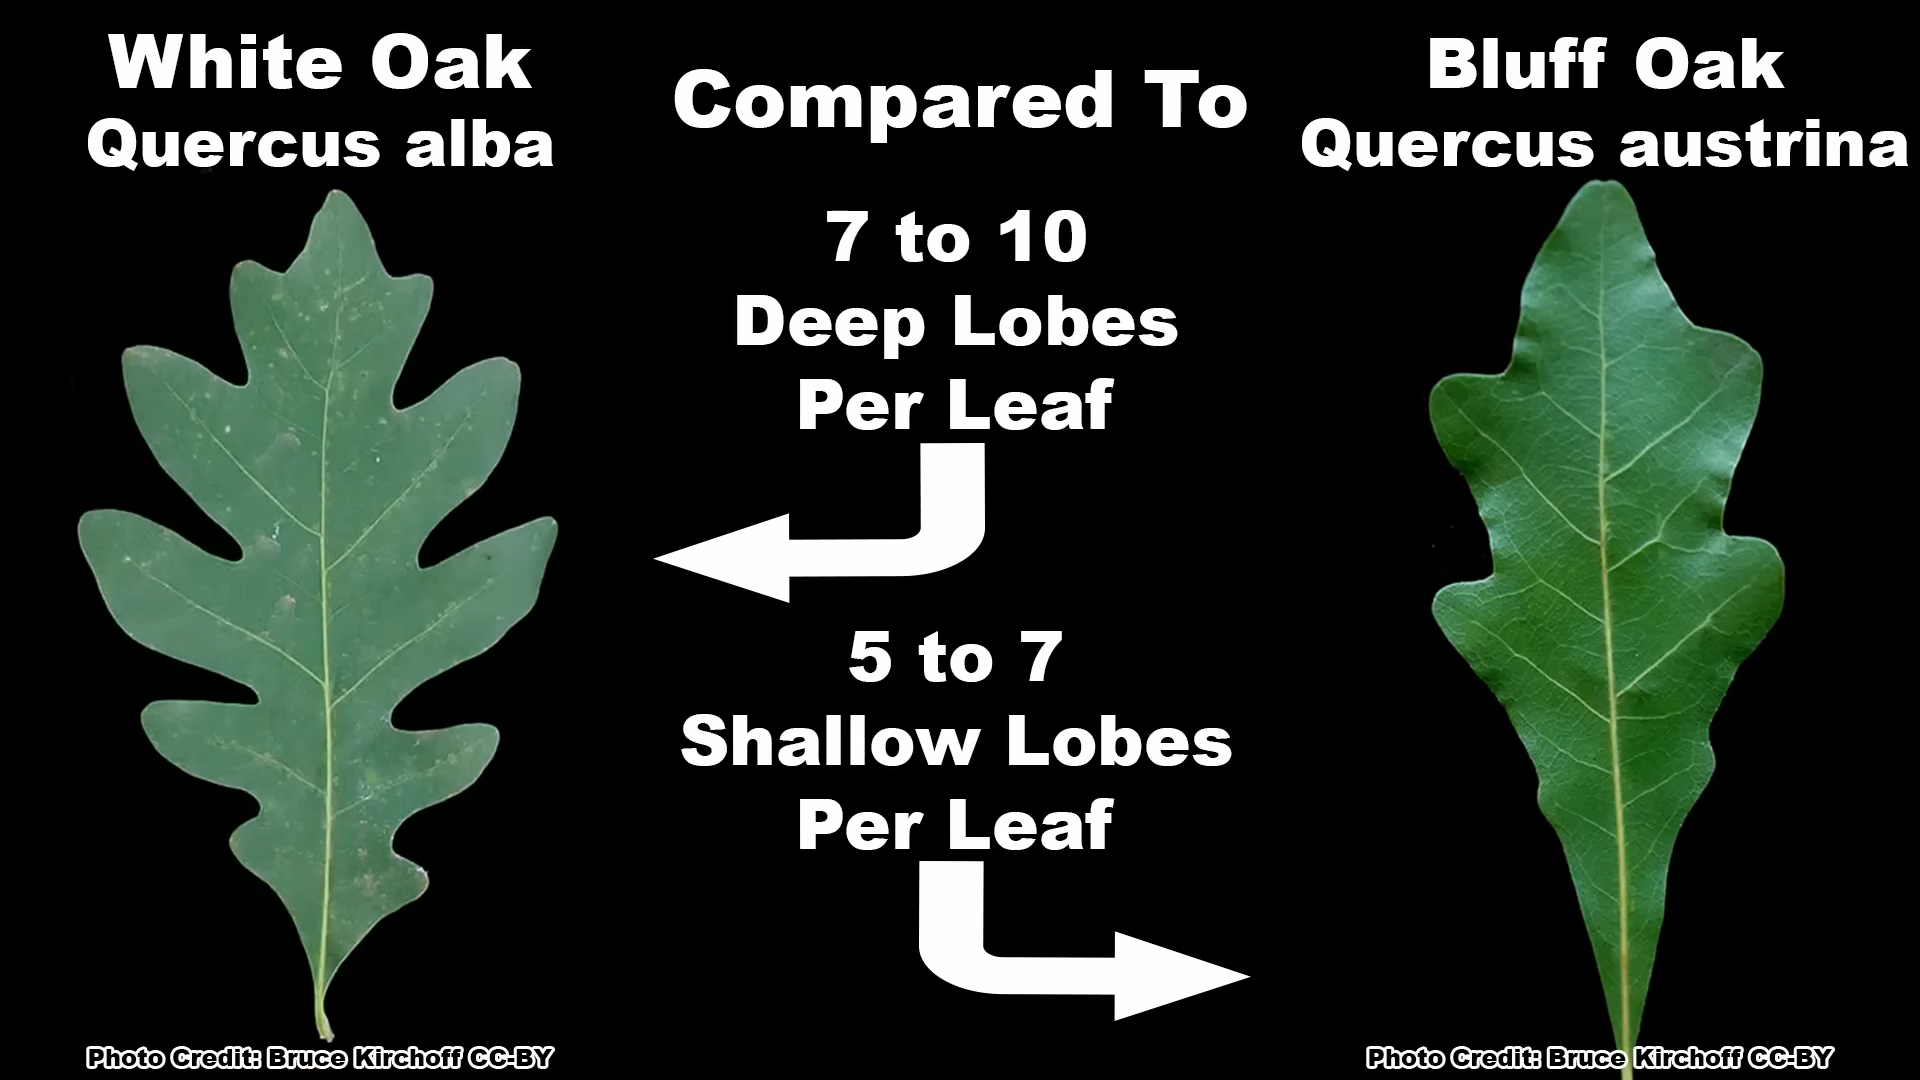 White Oak
Quercus alba
Compared To
Bluff Oak
Quercus austrina
7 to 10
Deep Lobes
Per Leaf
5 to 7
Shallow Lobes
Per Leaf
Photo Credit: Bruce Kirchoff CC-BY
Photo Credit: Bruce Kirchoff CC-BY